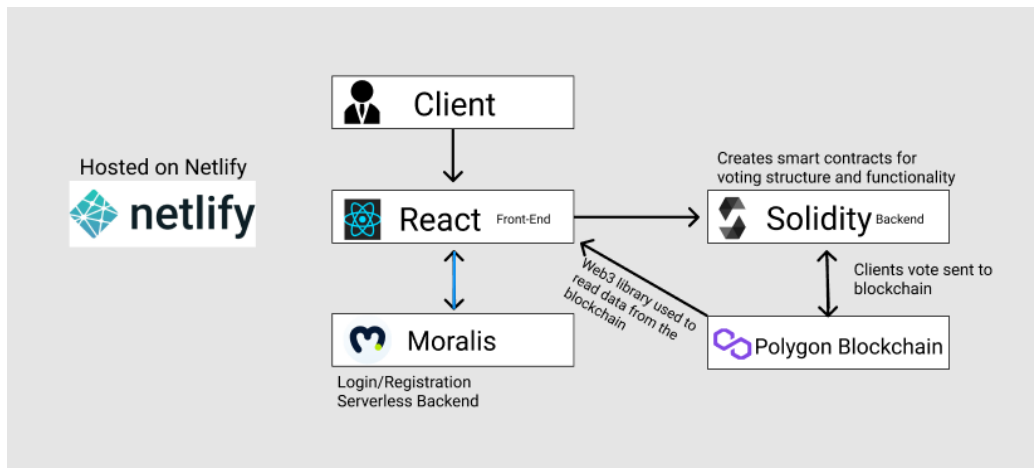 Client
Hosted on Netlify
netlify
Creates smart contracts for
voting structure and functionality
React Front-End
Solidity Backend
Web3 library used to
read data from the
blockchain
Clients vote sent to
blockchain
Moralis
Polygon Blockchain
Login/Registration
Serverless Backend